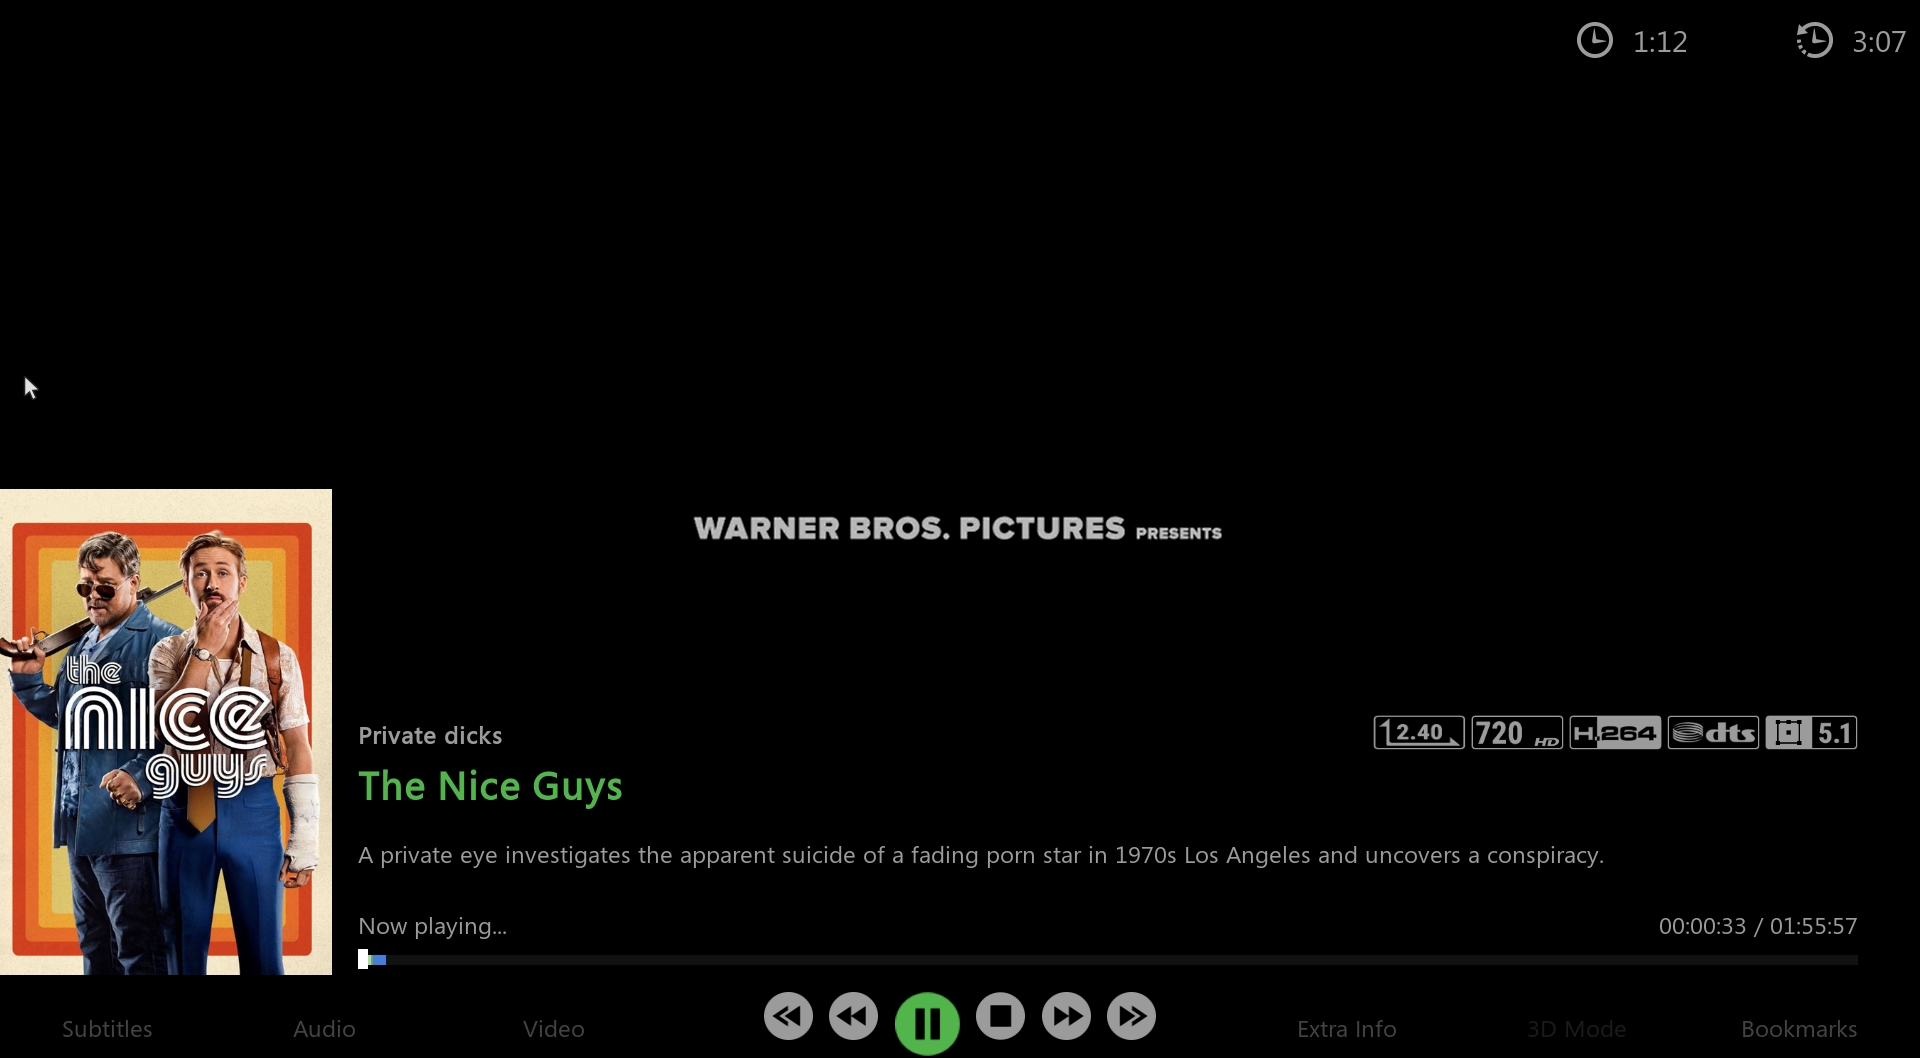 1:12
3:07
WARNER BROS. PICTURES PRESENTS
the
nice
guys
Private dicks
2.40
720 HD
H.264
dts
5.1
The Nice Guys
A private eye investigates the apparent suicide of a fading porn star in 1970s Los Angeles and uncovers a conspiracy.
Now playing...
00:00:33 / 01:55:57
Subtitles
Audio
Video
Extra Info
3D Mode
Bookmarks